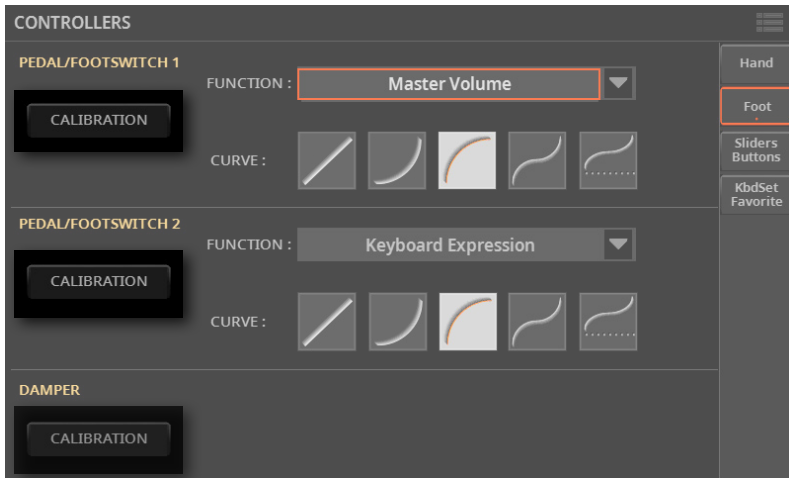 CONTROLLERS
PEDAL/FOOTSWITCH 1
FUNCTION :
Master Volume
CALIBRATION
CURVE :
PEDAL/FOOTSWITCH 2
FUNCTION :
Keyboard Expression
CALIBRATION
CURVE :
DAMPER
CALIBRATION
Hand
Foot
Sliders
Buttons
KbdSet
Favorite